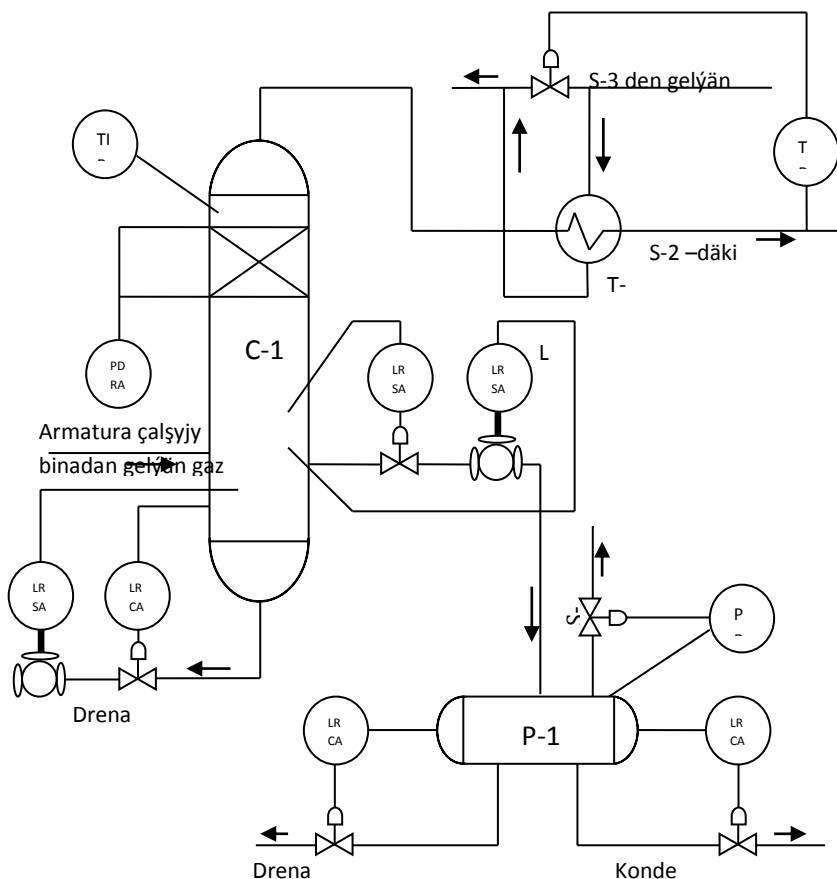 S-3 den gelýän
TI
T
S-2 –däki
T-
C-1
PD
RA
LR
SA
LR
SA
L
Armatura çalşyjy
binadan gelýän gaz
LR
SA
LR
CA
S-
P
Drena
LR
CA
P-1
LR
CA
Drena
Konde